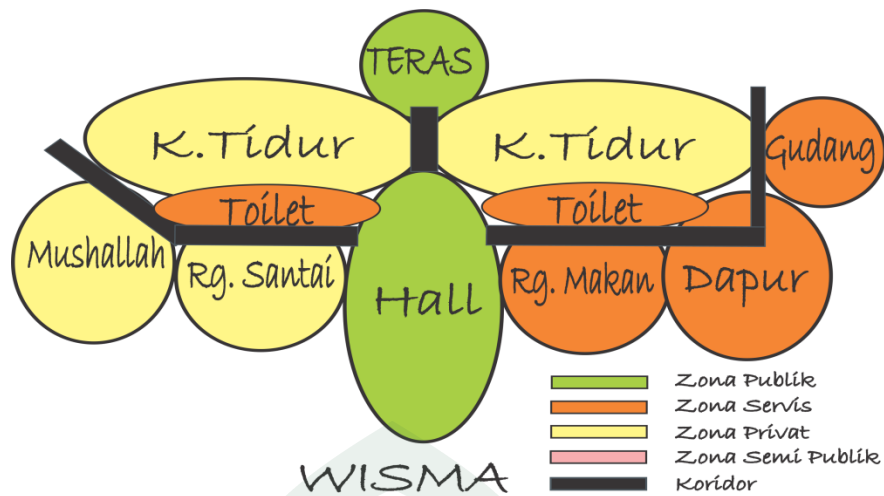 TERAS
K.Tidur
K.Tidur
Gudang
Toilet
Toilet
Mushallah
Rg. Santai
Hall
Rg. Makan
Dapur
Zona Publik
Zona Servis
Zona Privat
Zona Semi Publik
Koridor
WISMA